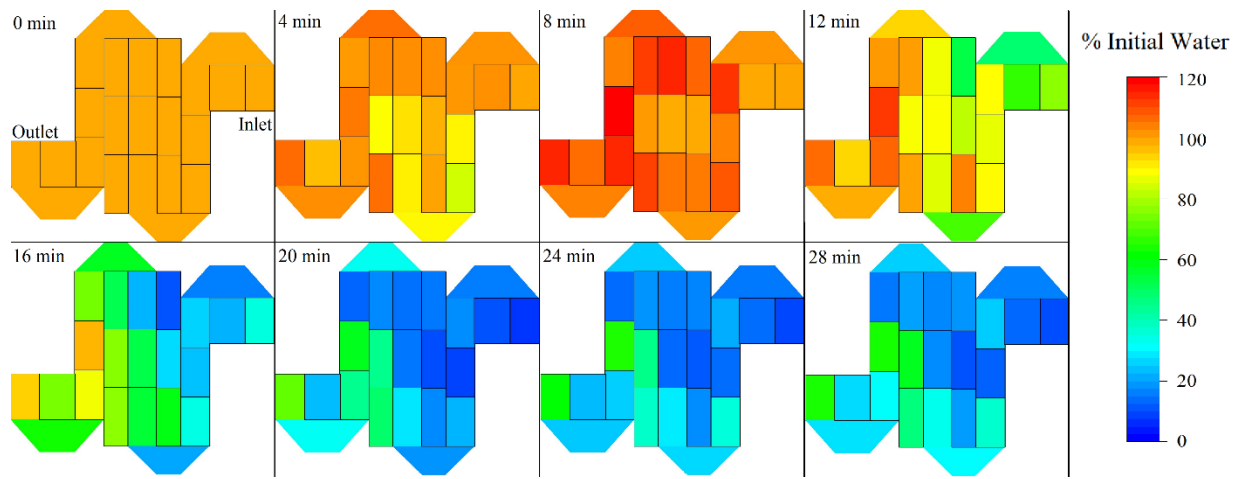 0 min
4 min
8 min
12 min
% Initial Water
Outlet
Inlet
16 min
20 min
24 min
28 min
120
100
80
60
40
20
0